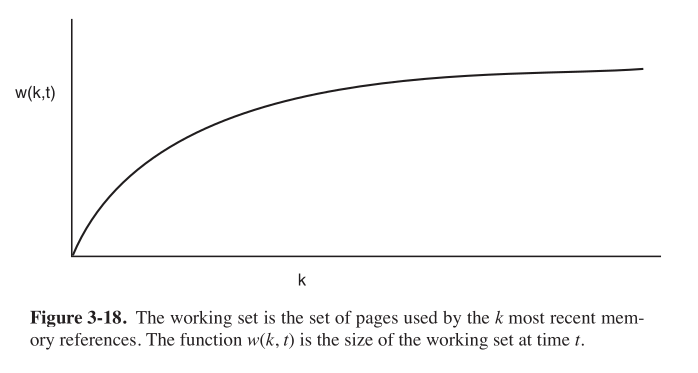 w(k,t)
k
Figure 3-18. The working set is the set of pages used by the k most recent mem-
ory references. The function w(k, t) is the size of the working set at time t.